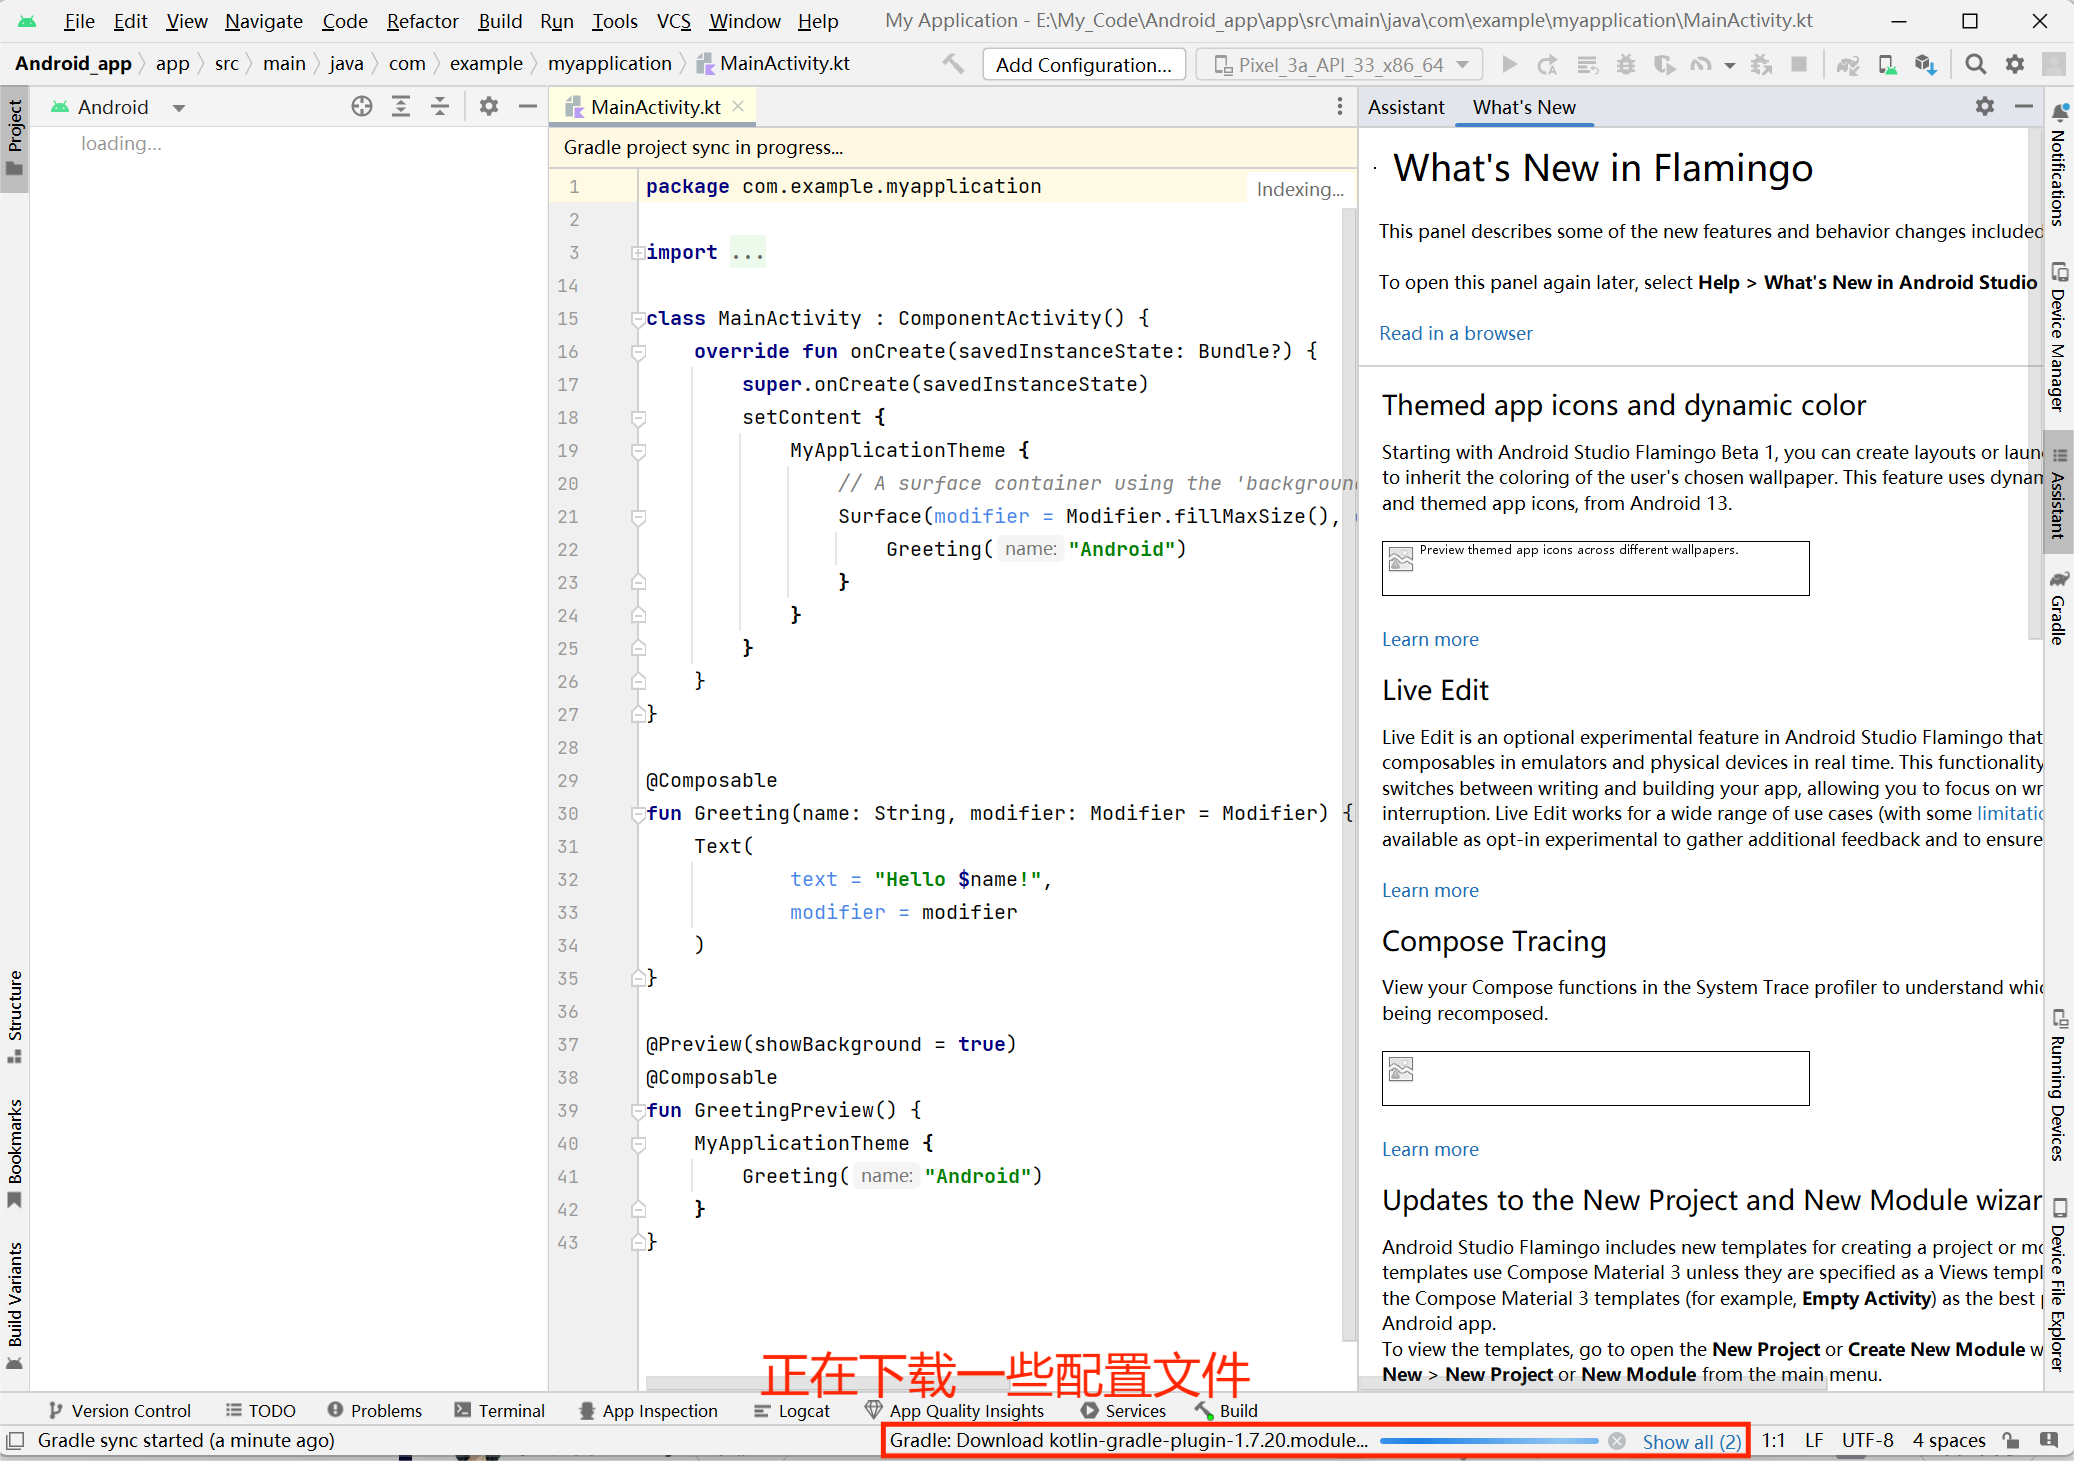 File Edit View Navigate Code Refactor Build Run Tools VCS Window Help My Application - E:\My_Code\Android_app\app\src\main\java\com\example\myapplication\MainActivity.kt
Android_app app src main java com example myapplication MainActivity.kt Add Configuration... Pixel_3a_API_33_x86_64
Project
Structure
Bookmarks
Build Variants
Android
loading...
MainActivity.kt
Gradle project sync in progress...
Indexing...
1 package com.example.myapplication
2
3 import ...
14
15 class MainActivity : ComponentActivity() {
16 override fun onCreate(savedInstanceState: Bundle?) {
17 super.onCreate(savedInstanceState)
18 setContent {
19 MyApplicationTheme {
20 // A surface container using the 'background
21 Surface(modifier = Modifier.fillMaxSize(),
22 Greeting( name: "Android")
23 }
24 }
25 }
26 }
27 }
28
29 @Composable
30 fun Greeting(name: String, modifier: Modifier = Modifier) {
31 Text(
32 text = "Hello $name!",
33 modifier = modifier
34 )
35 }
36
37 @Preview(showBackground = true)
38 @Composable
39 fun GreetingPreview() {
40 MyApplicationTheme {
41 Greeting( name: "Android")
42 }
43 }
正在下载一些配置文件
Assistant What's New
What's New in Flamingo
This panel describes some of the new features and behavior changes included
To open this panel again later, select Help > What's New in Android Studio
Read in a browser
Themed app icons and dynamic color
Starting with Android Studio Flamingo Beta 1, you can create layouts or laun
to inherit the coloring of the user's chosen wallpaper. This feature uses dynam
and themed app icons, from Android 13.
Preview themed app icons across different wallpapers.
Learn more
Live Edit
Live Edit is an optional experimental feature in Android Studio Flamingo that
composables in emulators and physical devices in real time. This functionality
switches between writing and building your app, allowing you to focus on wr
interruption. Live Edit works for a wide range of use cases (with some limitatio
available as opt-in experimental to gather additional feedback and to ensure
Learn more
Compose Tracing
View your Compose functions in the System Trace profiler to understand whic
being recomposed.
Learn more
Updates to the New Project and New Module wizar
Android Studio Flamingo includes new templates for creating a project or mo
templates use Compose Material 3 unless they are specified as a Views templ
the Compose Material 3 templates (for example, Empty Activity) as the best
Android app.
To view the templates, go to open the New Project or Create New Module w
New > New Project or New Module from the main menu.
Notifications
Device Manager
Assistant
Gradle
Running Devices
Device File Explorer
Version Control TODO Problems Terminal App Inspection Logcat App Quality Insights Services Build
Gradle sync started (a minute ago) Gradle: Download kotlin-gradle-plugin-1.7.20.module... Show all (2) 1:1 LF UTF-8 4 spaces